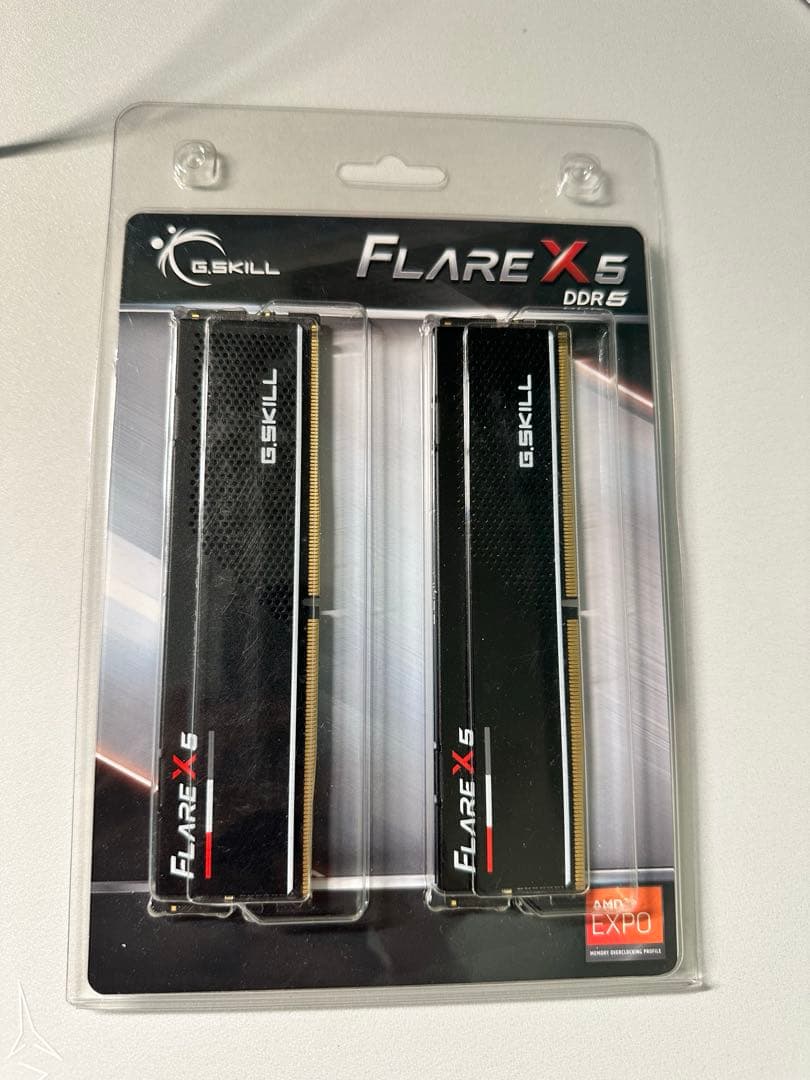 G.SKILL
FLARE X5
DDR5
G.SKILL
FLARE X5
G.SKILL
FLARE X5
AMD
EXPO
MEMORY OVERCLOCKING PROFILE